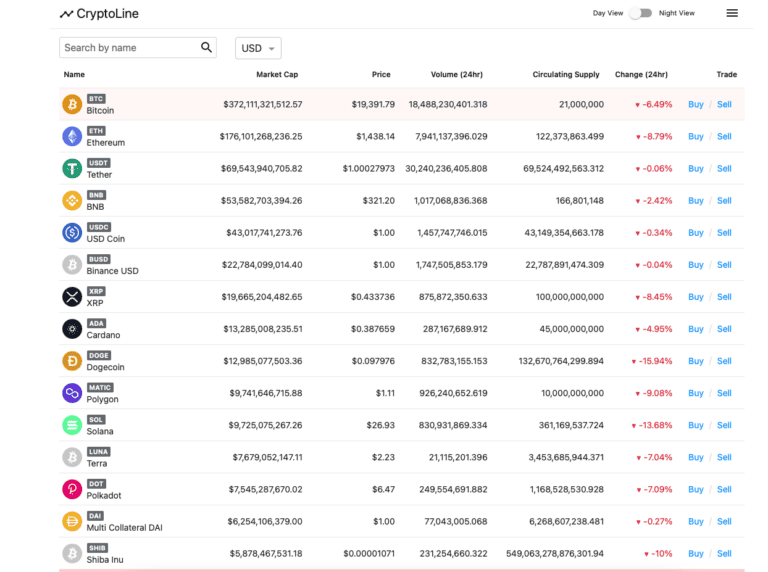 CryptoLine
Day View Night View
Search by name USD
Name Market Cap Price Volume (24hr) Circulating Supply Change (24hr) Trade
BTC
Bitcoin $372,111,321,512.57 $19,391.79 18,488,230,401.318 21,000,000 ▼ -6.49% Buy / Sell
ETH
Ethereum $176,101,268,236.25 $1,438.14 7,941,137,396.029 122,373,863.499 ▼ -8.79% Buy / Sell
USDT
Tether $69,543,940,705.82 $1.00027973 30,240,236,405.808 69,524,492,563.312 ▼ -0.06% Buy / Sell
BNB
BNB $53,582,703,394.26 $321.20 1,017,068,836.368 166,801,148 ▼ -2.42% Buy / Sell
USDC
USD Coin $43,017,741,273.76 $1.00 1,457,747,746.015 43,149,354,663.178 ▼ -0.34% Buy / Sell
BUSD
Binance USD $22,784,099,014.40 $1.00 1,747,505,853.179 22,787,891,474.309 ▼ -0.04% Buy / Sell
XRP
XRP $19,665,204,482.65 $0.433736 875,872,350.633 100,000,000,000 ▼ -8.45% Buy / Sell
ADA
Cardano $13,285,008,235.51 $0.387659 287,167,689.912 45,000,000,000 ▼ -4.95% Buy / Sell
DOGE
Dogecoin $12,985,077,503.36 $0.097976 832,783,155.153 132,670,764,299.894 ▼ -15.94% Buy / Sell
MATIC
Polygon $9,741,646,715.88 $1.11 926,240,652.619 10,000,000,000 ▼ -9.08% Buy / Sell
SOL
Solana $9,725,075,267.26 $26.93 830,931,869.334 361,169,537.724 ▼ -13.68% Buy / Sell
LUNA
Terra $7,679,052,147.11 $2.23 21,115,201.396 3,453,685,944.371 ▼ -7.04% Buy / Sell
DOT
Polkadot $7,545,287,670.02 $6.47 249,554,691.882 1,168,528,530.928 ▼ -7.09% Buy / Sell
DAI
Multi Collateral DAI $6,254,106,379.00 $1.00 77,043,005.068 6,268,607,238.481 ▼ -0.27% Buy / Sell
SHIB
Shiba Inu $5,878,467,531.18 $0.00001071 231,254,660.322 549,063,278,876,301.94 ▼ -10% Buy / Sell